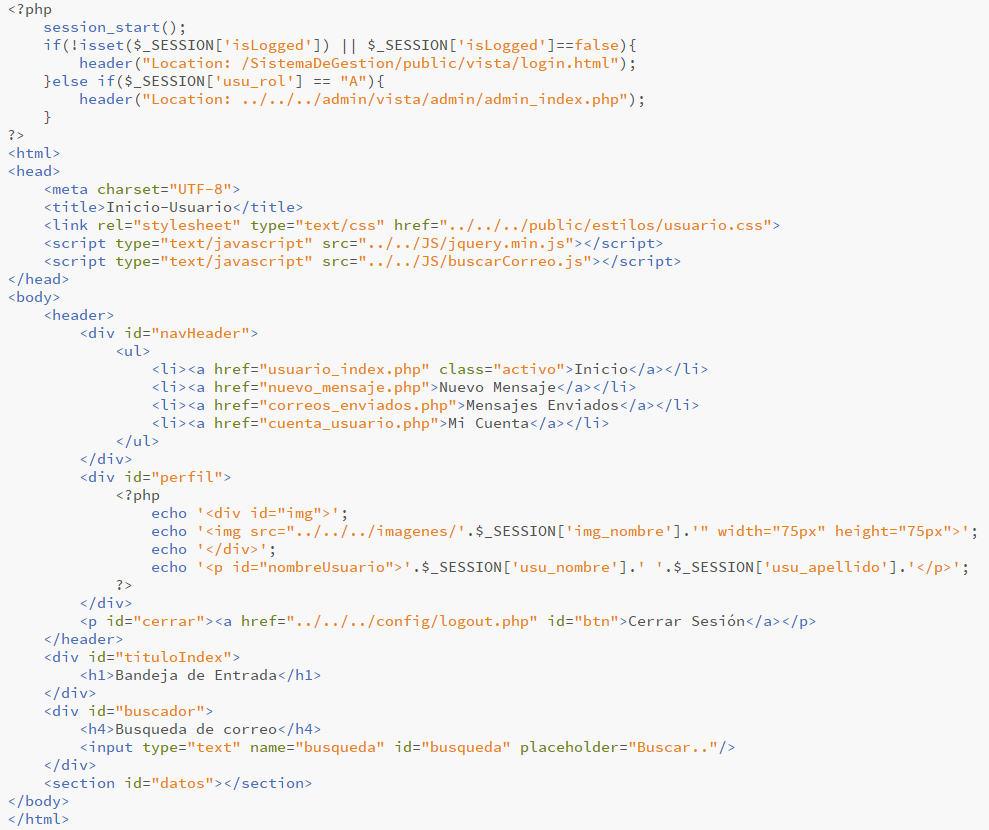 <?php
    session_start();
    if(!isset($_SESSION['isLogged']) || $_SESSION['isLogged']==false){
        header("Location: /SistemaDeGestion/public/vista/login.html");
    }else if($_SESSION['usu_rol'] == "A"){
        header("Location: ../../../admin/vista/admin/admin_index.php");
    }
?>
<html>
<head>
    <meta charset="UTF-8">
    <title>Inicio-Usuario</title>
    <link rel="stylesheet" type="text/css" href="../../../public/estilos/usuario.css">
    <script type="text/javascript" src="../../JS/jquery.min.js"></script>
    <script type="text/javascript" src="../../JS/buscarCorreo.js"></script>
</head>
<body>
    <header>
        <div id="navHeader">
            <ul>
                <li><a href="usuario_index.php" class="activo">Inicio</a></li>
                <li><a href="nuevo_mensaje.php">Nuevo Mensaje</a></li>
                <li><a href="correos_enviados.php">Mensajes Enviados</a></li>
                <li><a href="cuenta_usuario.php">Mi Cuenta</a></li>
            </ul>
        </div>
        <div id="perfil">
            <?php
                echo '<div id="img">';
                echo '<img src="../../../imagenes/'.$_SESSION['img_nombre'].'" width="75px" height="75px">';
                echo '</div>';
                echo '<p id="nombreUsuario">'.$_SESSION['usu_nombre'].' '.$_SESSION['usu_apellido'].'</p>';
            ?>
        </div>
        <p id="cerrar"><a href="../../../config/logout.php" id="btn">Cerrar Sesión</a></p>
    </header>
    <div id="tituloIndex">
        <h1>Bandeja de Entrada</h1>
    </div>
    <div id="buscador">
        <h4>Busqueda de correo</h4>
        <input type="text" name="busqueda" id="busqueda" placeholder="Buscar.."/>
    </div>
    <section id="datos"></section>
</body>
</html>